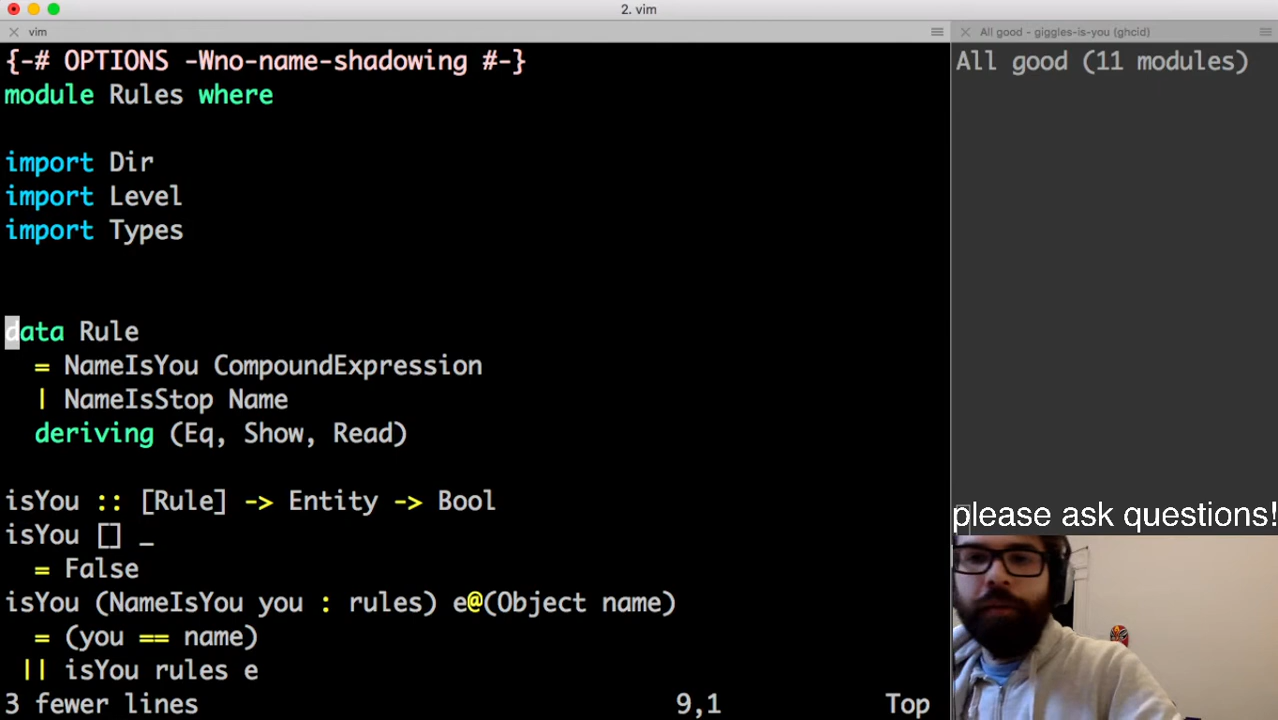 2. vim
vim
All good - giggles-is-you (ghcid)
{-# OPTIONS -Wno-name-shadowing #-}
module Rules where
import Dir
import Level
import Types
data Rule
  = NameIsYou CompoundExpression
  | NameIsStop Name
  deriving (Eq, Show, Read)
isYou :: [Rule] -> Entity -> Bool
isYou [] _
  = False
isYou (NameIsYou you : rules) e@(Object name)
  = (you == name)
 || isYou rules e
3 fewer lines 9,1 Top
All good (11 modules)
please ask questions!